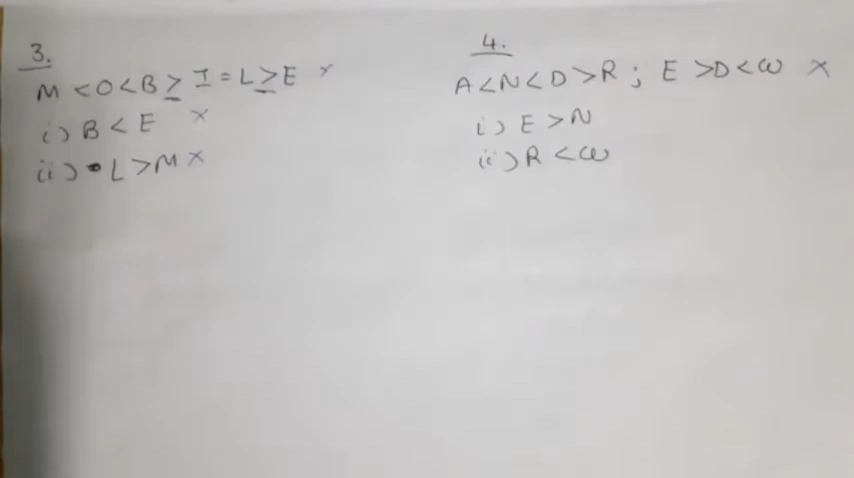 3.
M < O < B ≥ I = L ≥ E ×
i) B < E ×
ii) L > M ×
4.
A < N < D > R ; E > D < W ×
i) E > N
ii) R < W